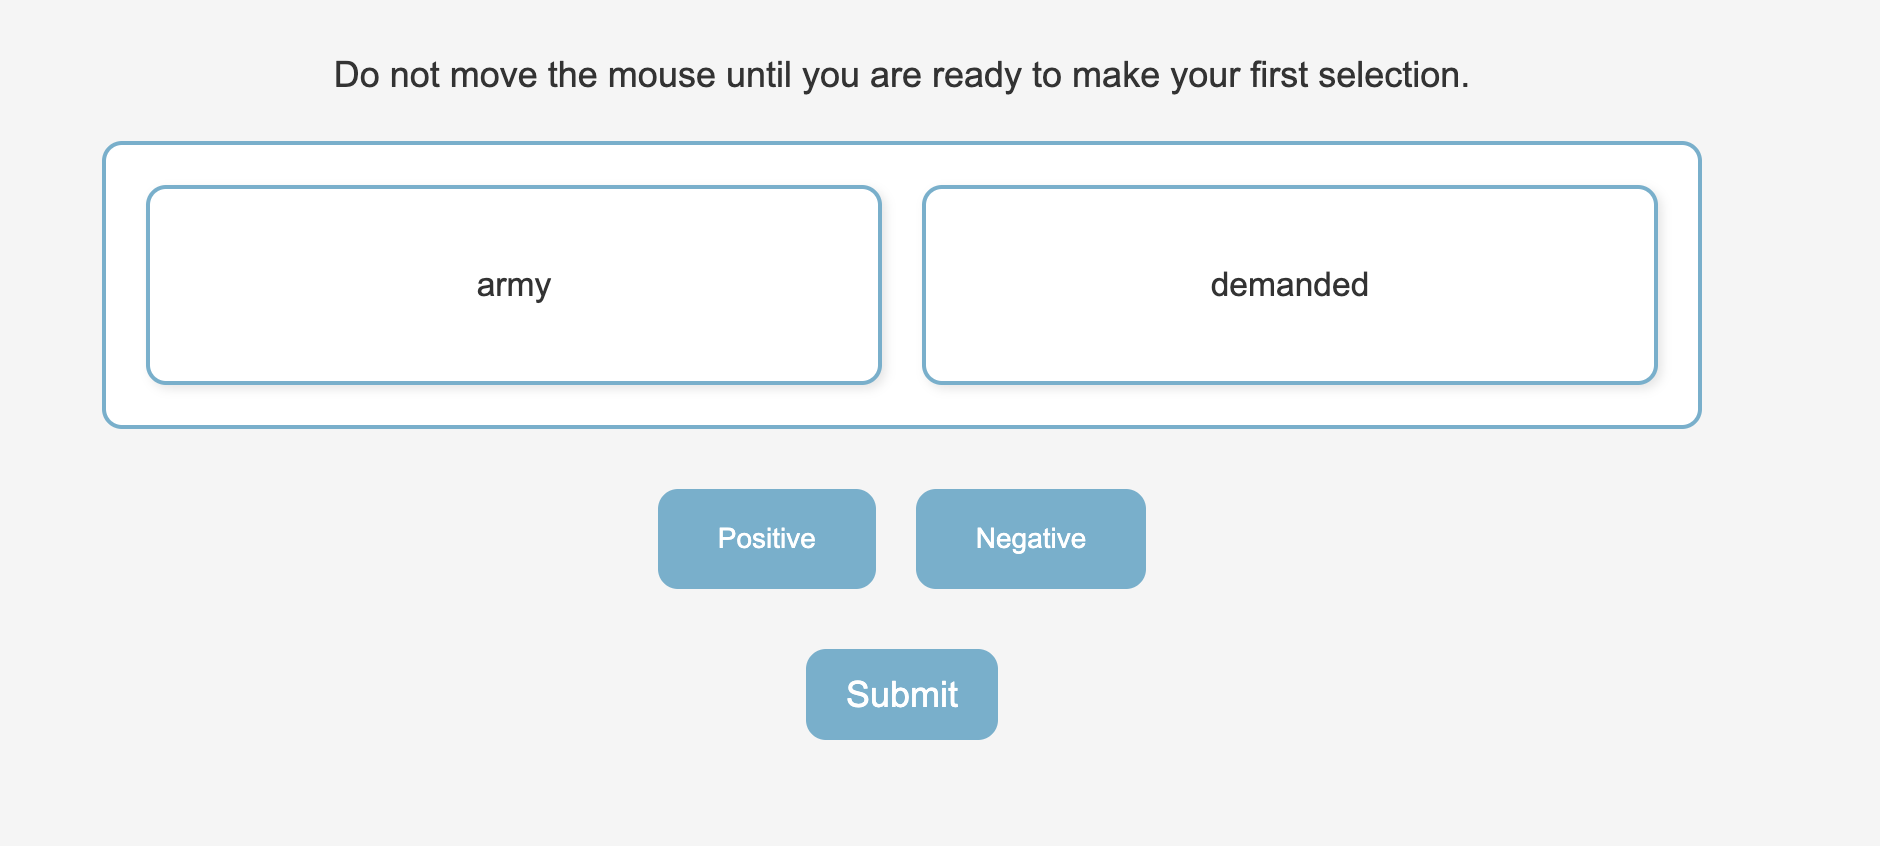 Do not move the mouse until you are ready to make your first selection.
army
demanded
Positive
Negative
Submit